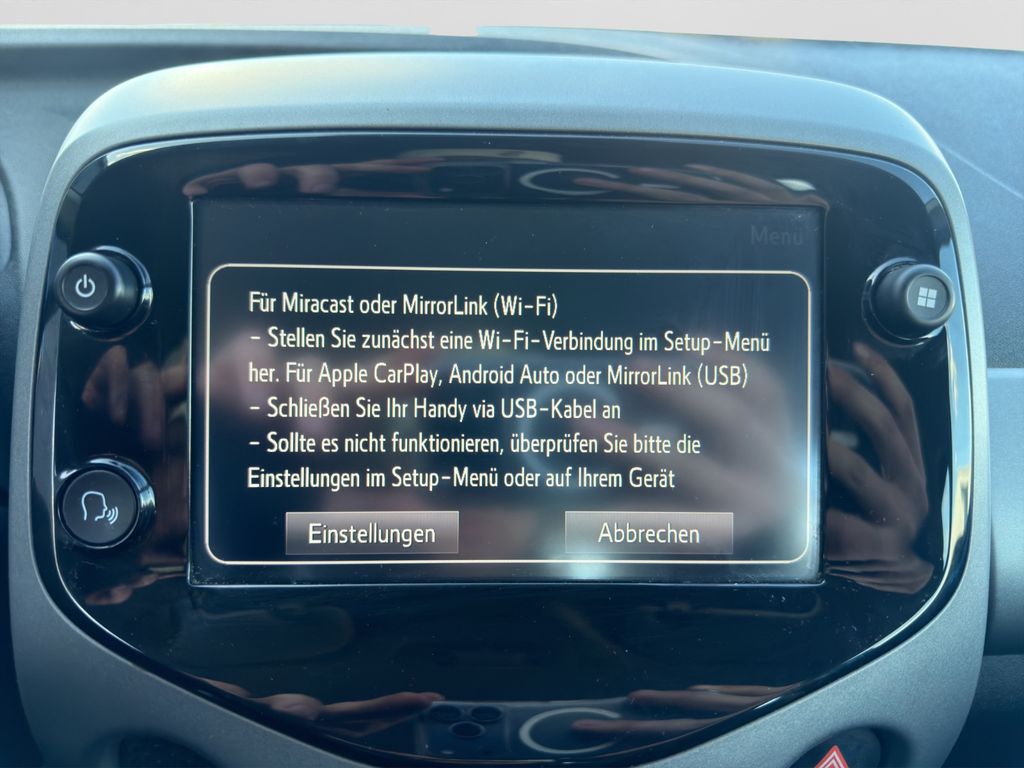 Menü
Für Miracast oder MirrorLink (Wi-Fi)
- Stellen Sie zunächst eine Wi-Fi-Verbindung im Setup-Menü
her. Für Apple CarPlay, Android Auto oder MirrorLink (USB)
- Schließen Sie Ihr Handy via USB-Kabel an
- Sollte es nicht funktionieren, überprüfen Sie bitte die
Einstellungen im Setup-Menü oder auf Ihrem Gerät
Einstellungen
Abbrechen